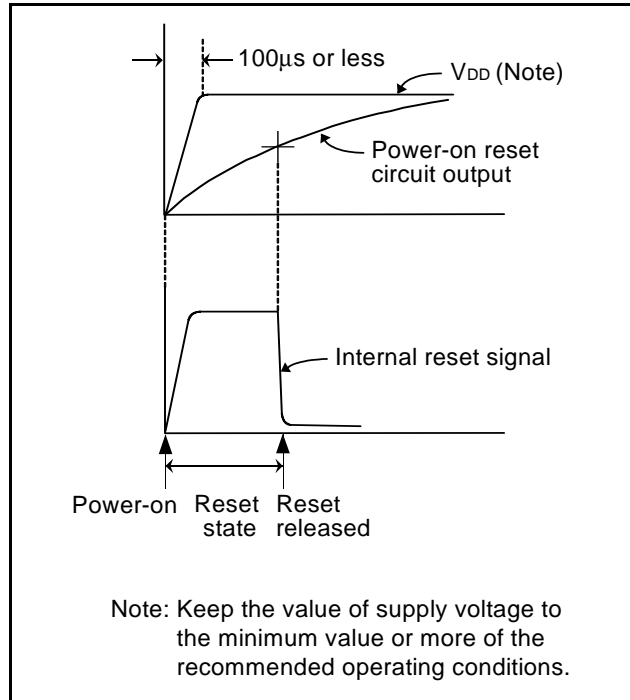 100µs or less
VDD (Note)
Power-on reset
circuit output
Internal reset signal
Power-on
Reset
state
Reset
released
Note: Keep the value of supply voltage to
the minimum value or more of the
recommended operating conditions.